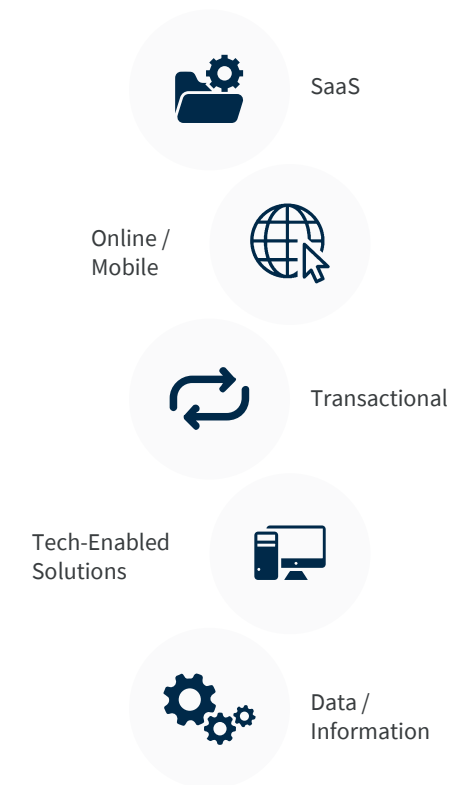 SaaS
Online /
Mobile
Transactional
Tech-Enabled
Solutions
Data /
Information